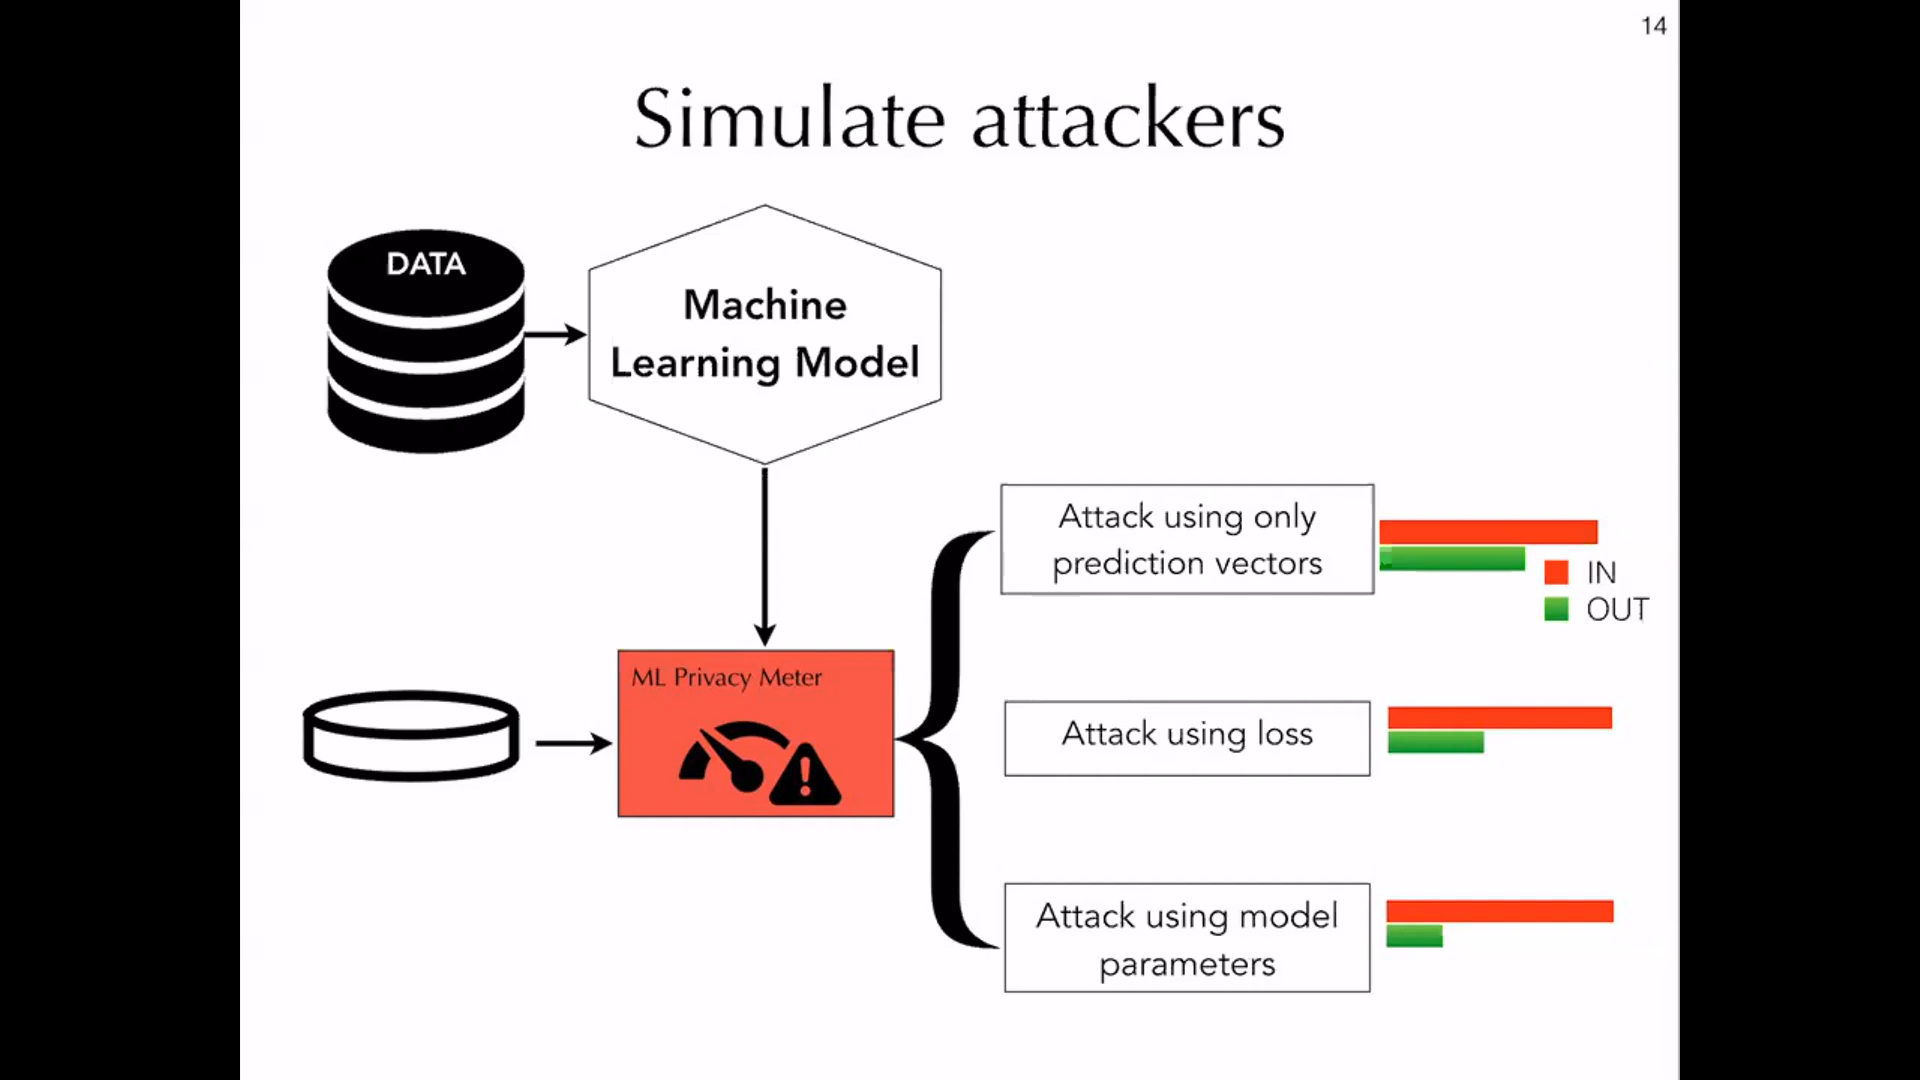 14
Simulate attackers
DATA
Machine
Learning Model
Attack using only
prediction vectors
IN
OUT
ML Privacy Meter
Attack using loss
Attack using model
parameters